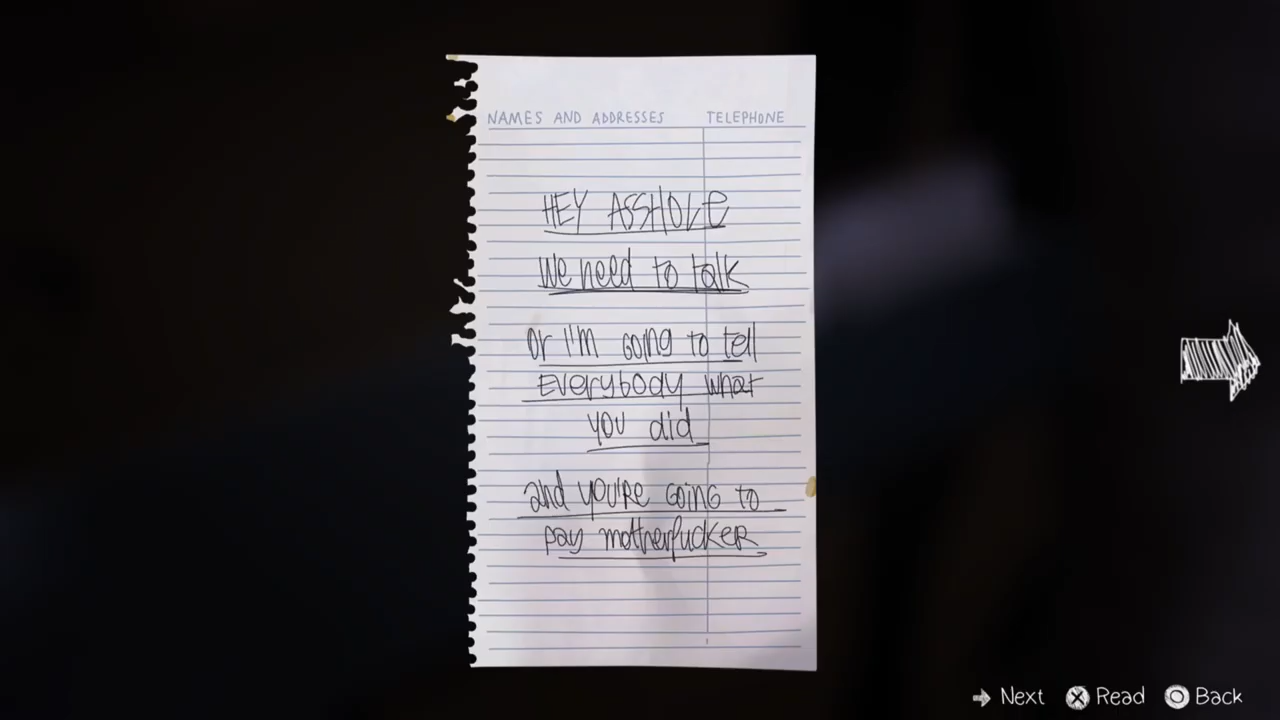 NAMES AND ADDRESSES TELEPHONE
HEY ASSHOLE
We need to talk
Or I'm going to tell
Everybody what
you did
and you're going to
pay motherfucker
Next Read Back